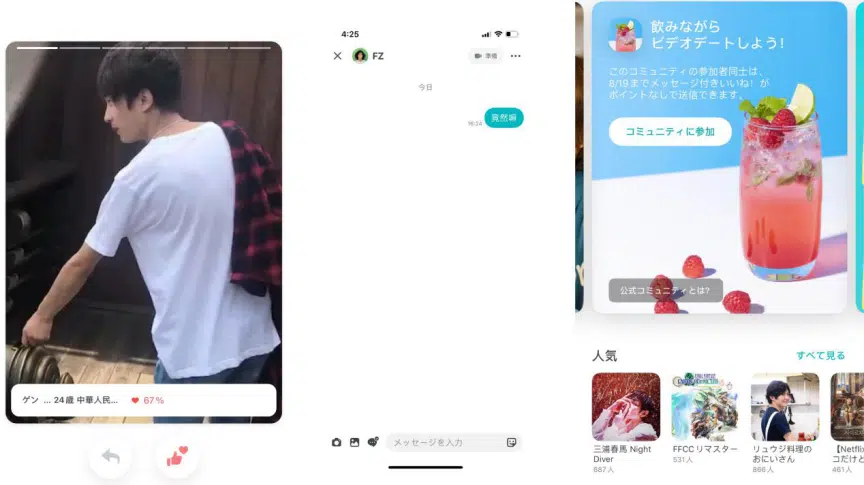 ゲン ... 24歳 中華人民...
67%
4:25
FZ
準備
...
今日
16:24
メッセージを入力
飲みながら
ビデオデートしよう!
このコミュニティの参加者同士は、
8/19までメッセージ付きいいね! が
ポイントなしで送信できます。
コミュニティに参加
公式コミュニティとは?
人気
すべて見る
三浦春馬 Night
Diver
687人
FFCC リマスター
531人
リュウジ料理の
おにいさん
866人
【Netfli
コだけと
461人